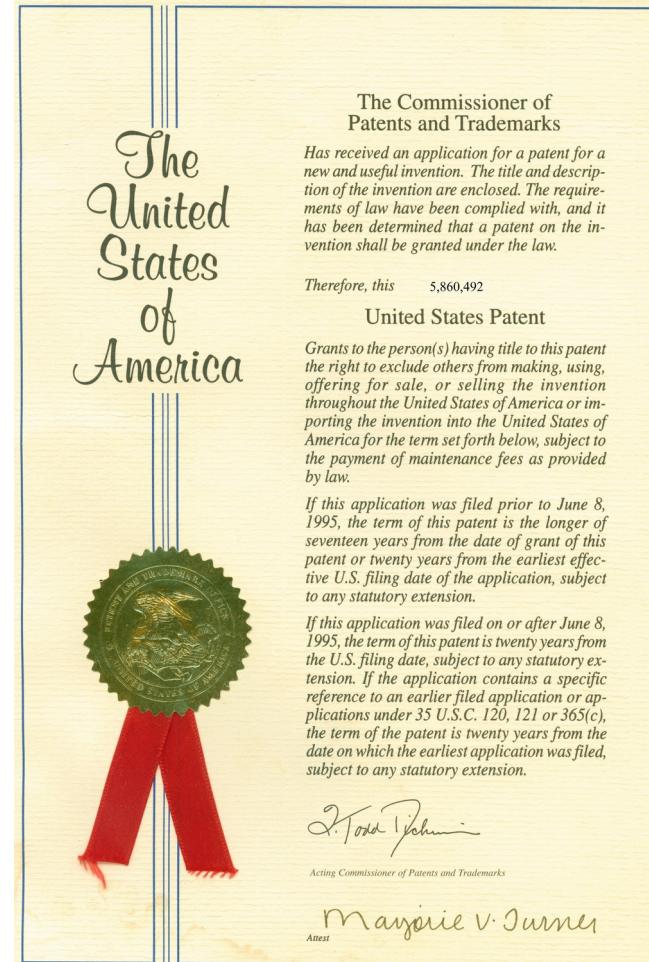 The
United
States
of
America
The Commissioner of
Patents and Trademarks
Has received an application for a patent for a
new and useful invention. The title and descrip-
tion of the invention are enclosed. The require-
ments of law have been complied with, and it
has been determined that a patent on the in-
vention shall be granted under the law.
Therefore, this 5,860,492
United States Patent
Grants to the person(s) having title to this patent
the right to exclude others from making, using,
offering for sale, or selling the invention
throughout the United States of America or im-
porting the invention into the United States of
America for the term set forth below, subject to
the payment of maintenance fees as provided
by law.
If this application was filed prior to June 8,
1995, the term of this patent is the longer of
seventeen years from the date of grant of this
patent or twenty years from the earliest effec-
tive U.S. filing date of the application, subject
to any statutory extension.
If this application was filed on or after June 8,
1995, the term of this patent is twenty years from
the U.S. filing date, subject to any statutory ex-
tension. If the application contains a specific
reference to an earlier filed application or ap-
plications under 35 U.S.C. 120, 121 or 365(c),
the term of the patent is twenty years from the
date on which the earliest application was filed,
subject to any statutory extension.
PATENT AND TRADEMARK OFFICE
UNITED STATES OF AMERICA
Todd
Acting Commissioner of Patents and Trademarks
Marjorie V. Turner
Attest